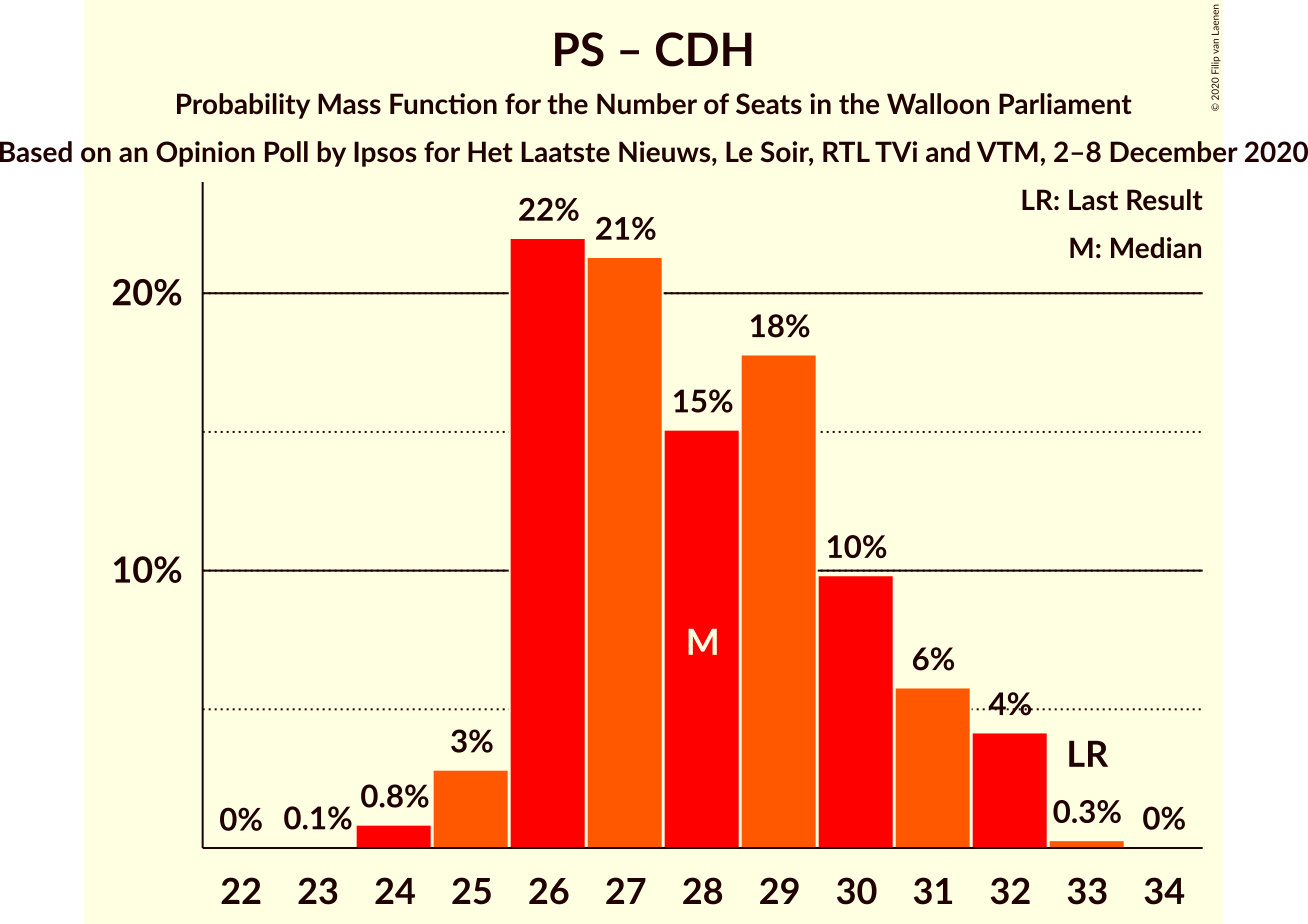 PS – CDH
Probability Mass Function for the Number of Seats in the Walloon Parliament
Based on an Opinion Poll by Ipsos for Het Laatste Nieuws, Le Soir, RTL TVi and VTM, 2–8 December 2020
© 2020 Filip van Laenen
LR: Last Result
M: Median
20%
10%
0%
0.1%
0.8%
3%
22%
21%
15%
18%
10%
6%
4%
0.3%
0%
M
LR
22 23 24 25 26 27 28 29 30 31 32 33 34